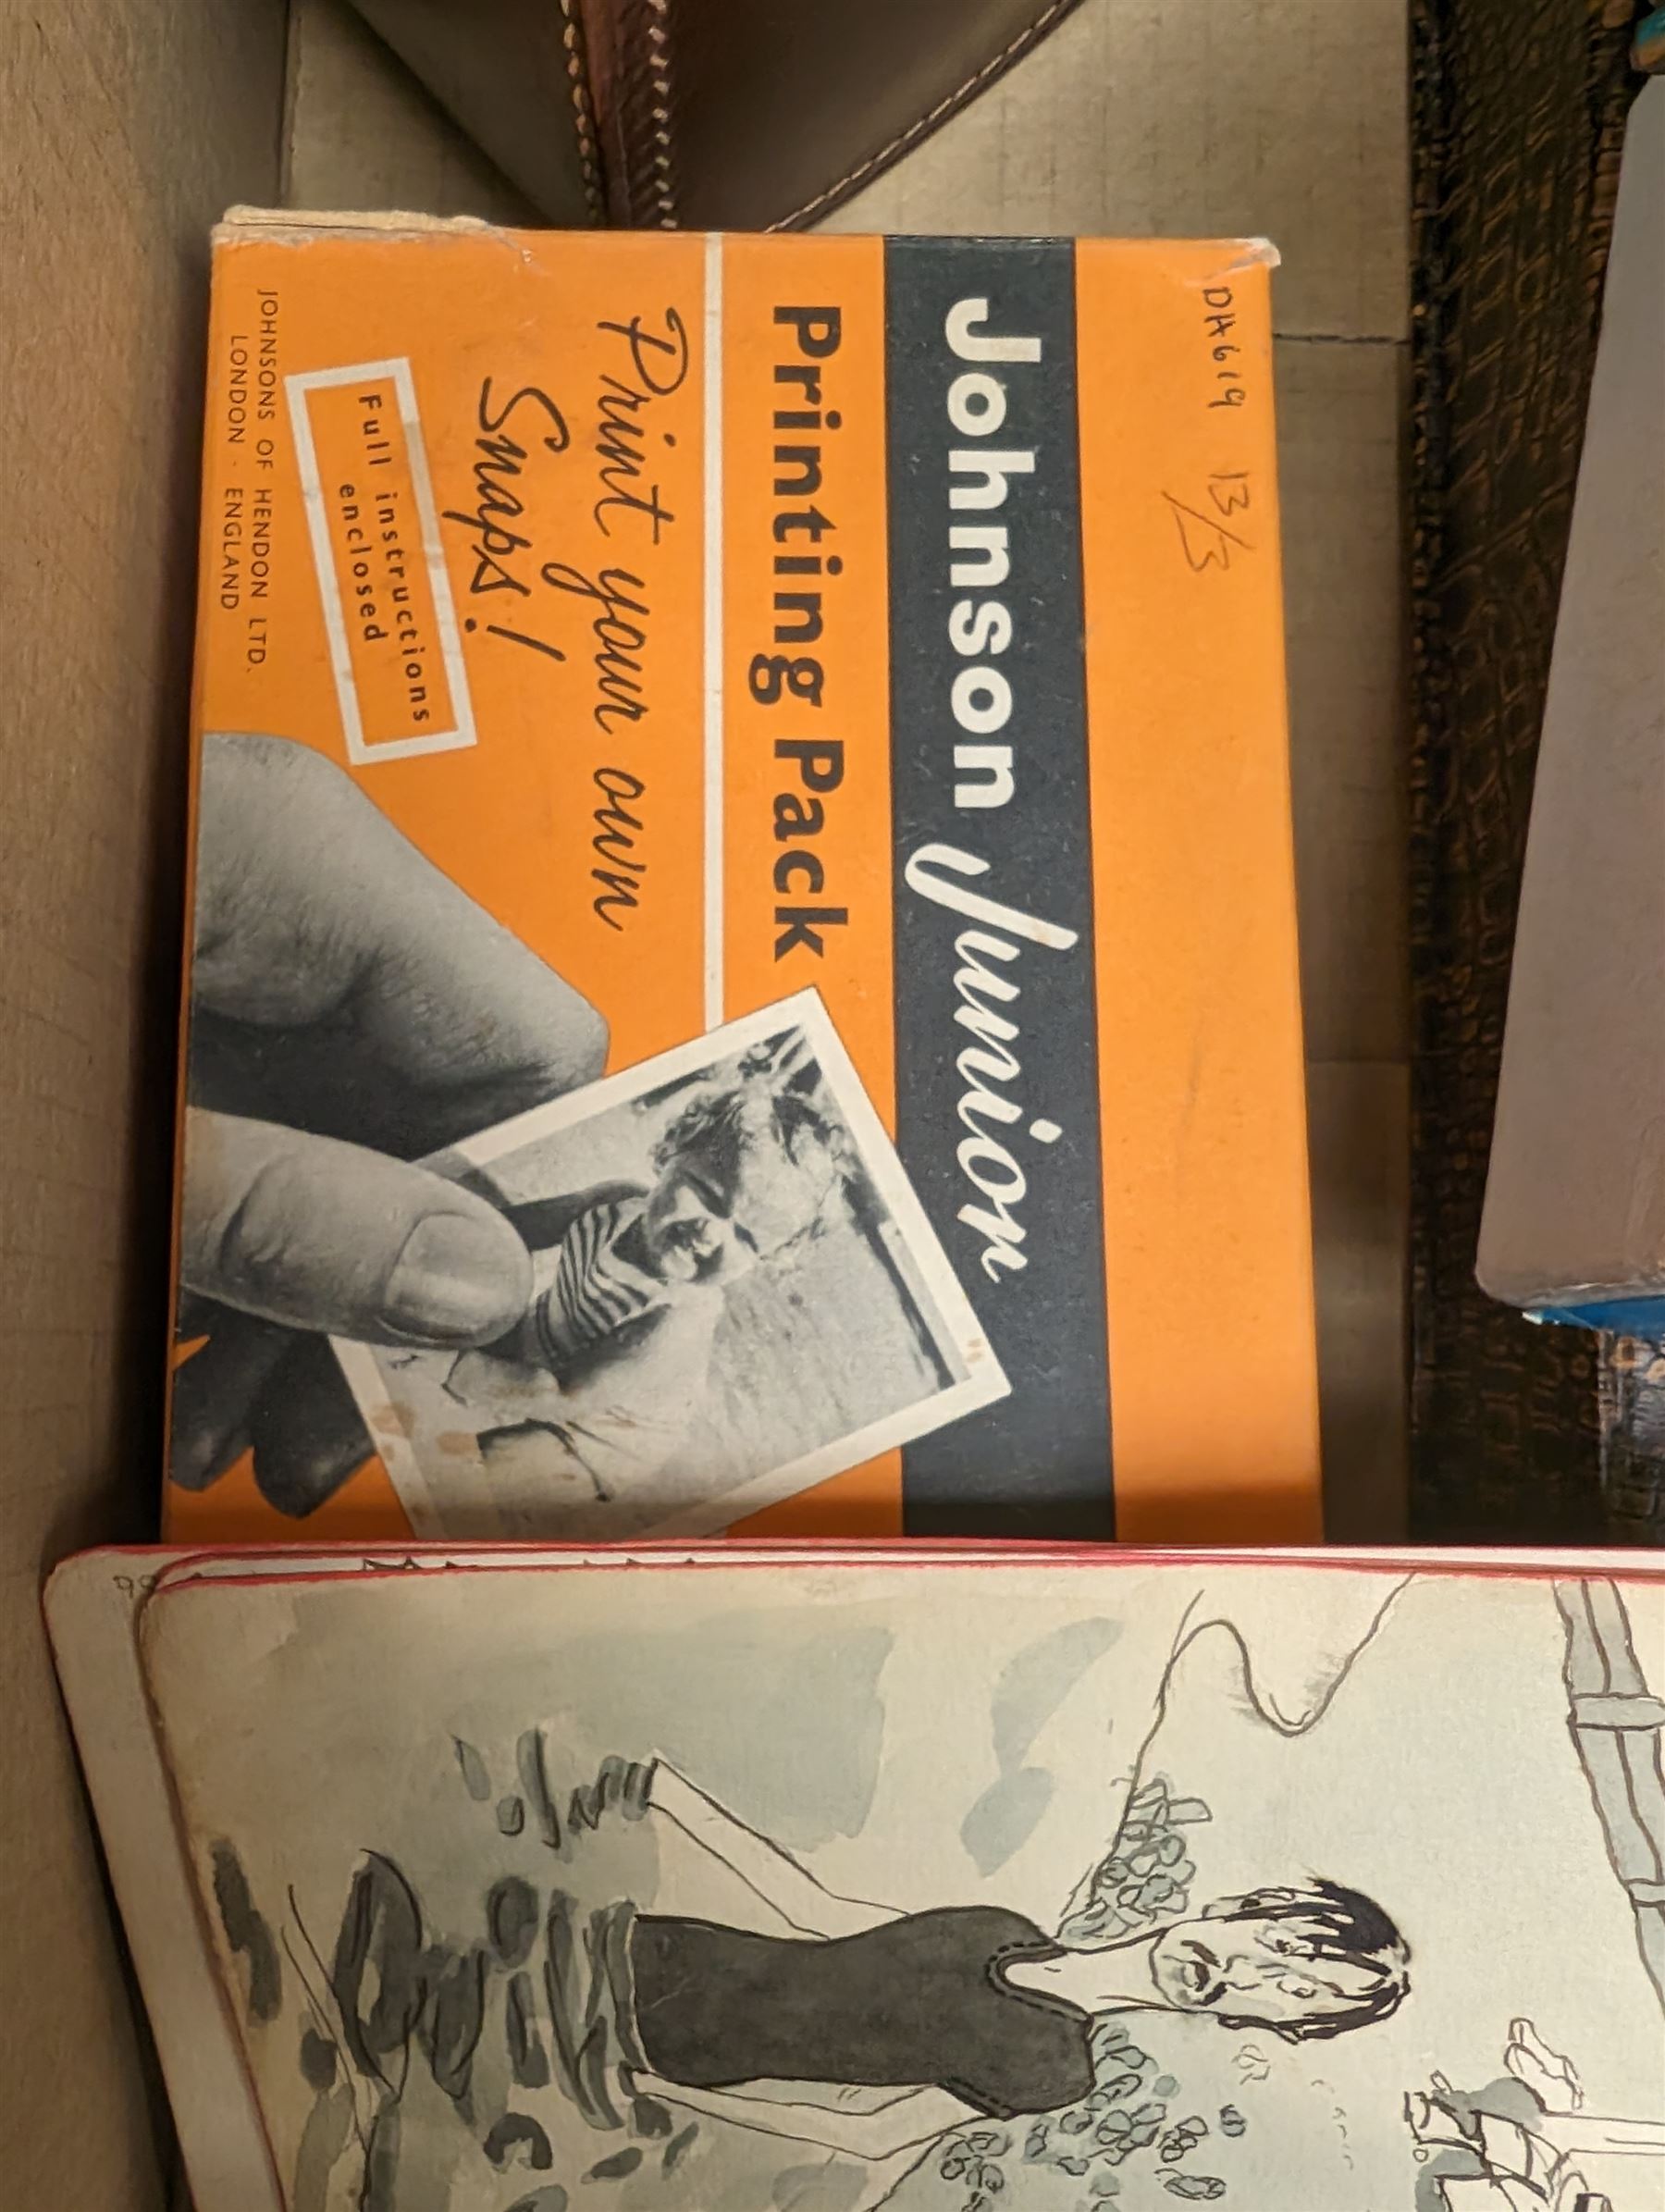 DH619 13/3
Johnson Junior
Printing Pack
Print your own
Snaps!
Full instructions
enclosed
JOHNSONS OF HENDON LTD.
LONDON · ENGLAND